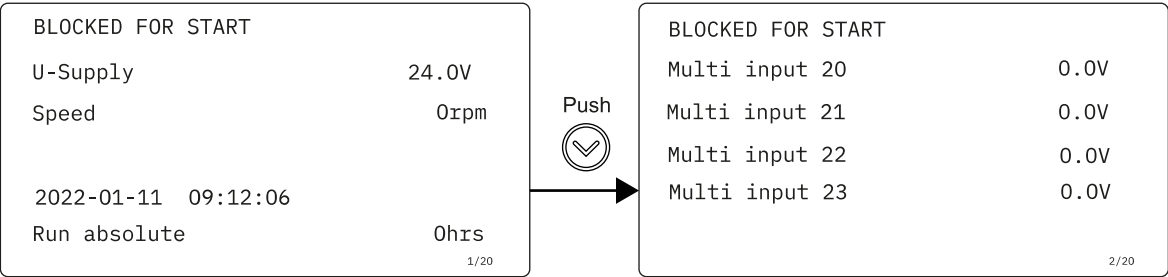 BLOCKED FOR START
U-Supply 24.0V
Speed 0rpm
2022-01-11 09:12:06
Run absolute 0hrs
1/20
Push
BLOCKED FOR START
Multi input 20 0.0V
Multi input 21 0.0V
Multi input 22 0.0V
Multi input 23 0.0V
2/20